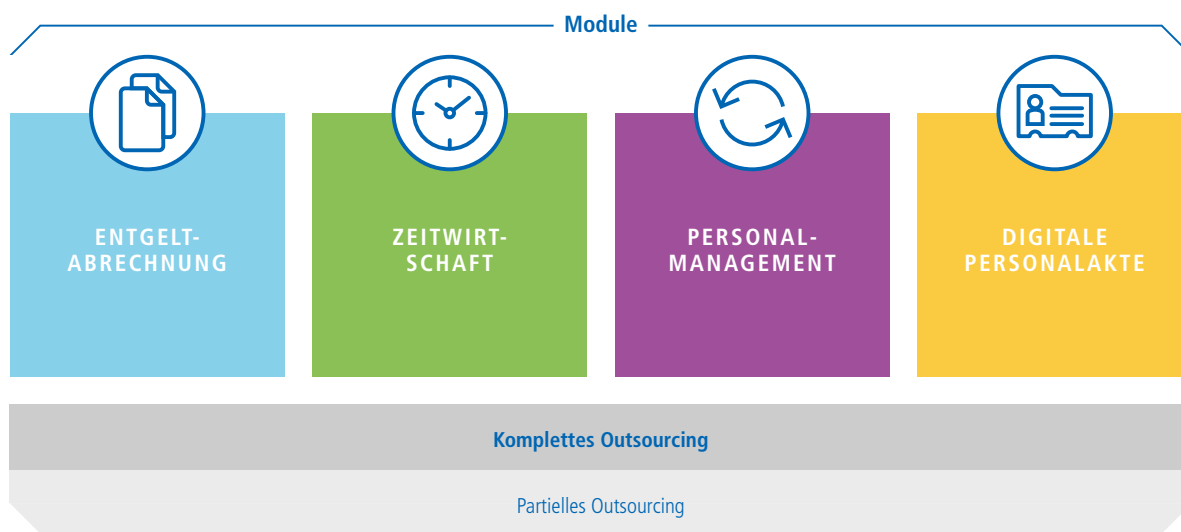 Module
ENTGELT-
ABRECHNUNG
ZEITWIRT-
SCHAFT
PERSONAL-
MANAGEMENT
DIGITALE
PERSONALAKTE
Komplettes Outsourcing
Partielles Outsourcing